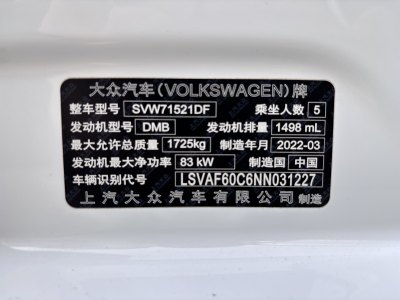 大众汽车(VOLKSWAGEN)牌
整车型号 SVW71521DF 乘坐人数 5
发动机型号 DMB 发动机排量 1498 mL
最大允许总质量 1725kg 制造年月 2022-03
发动机最大净功率 83 kW 制造国 中国
车辆识别代号 LSVAF60C6NN031227
上汽大众汽车有限公司 制造